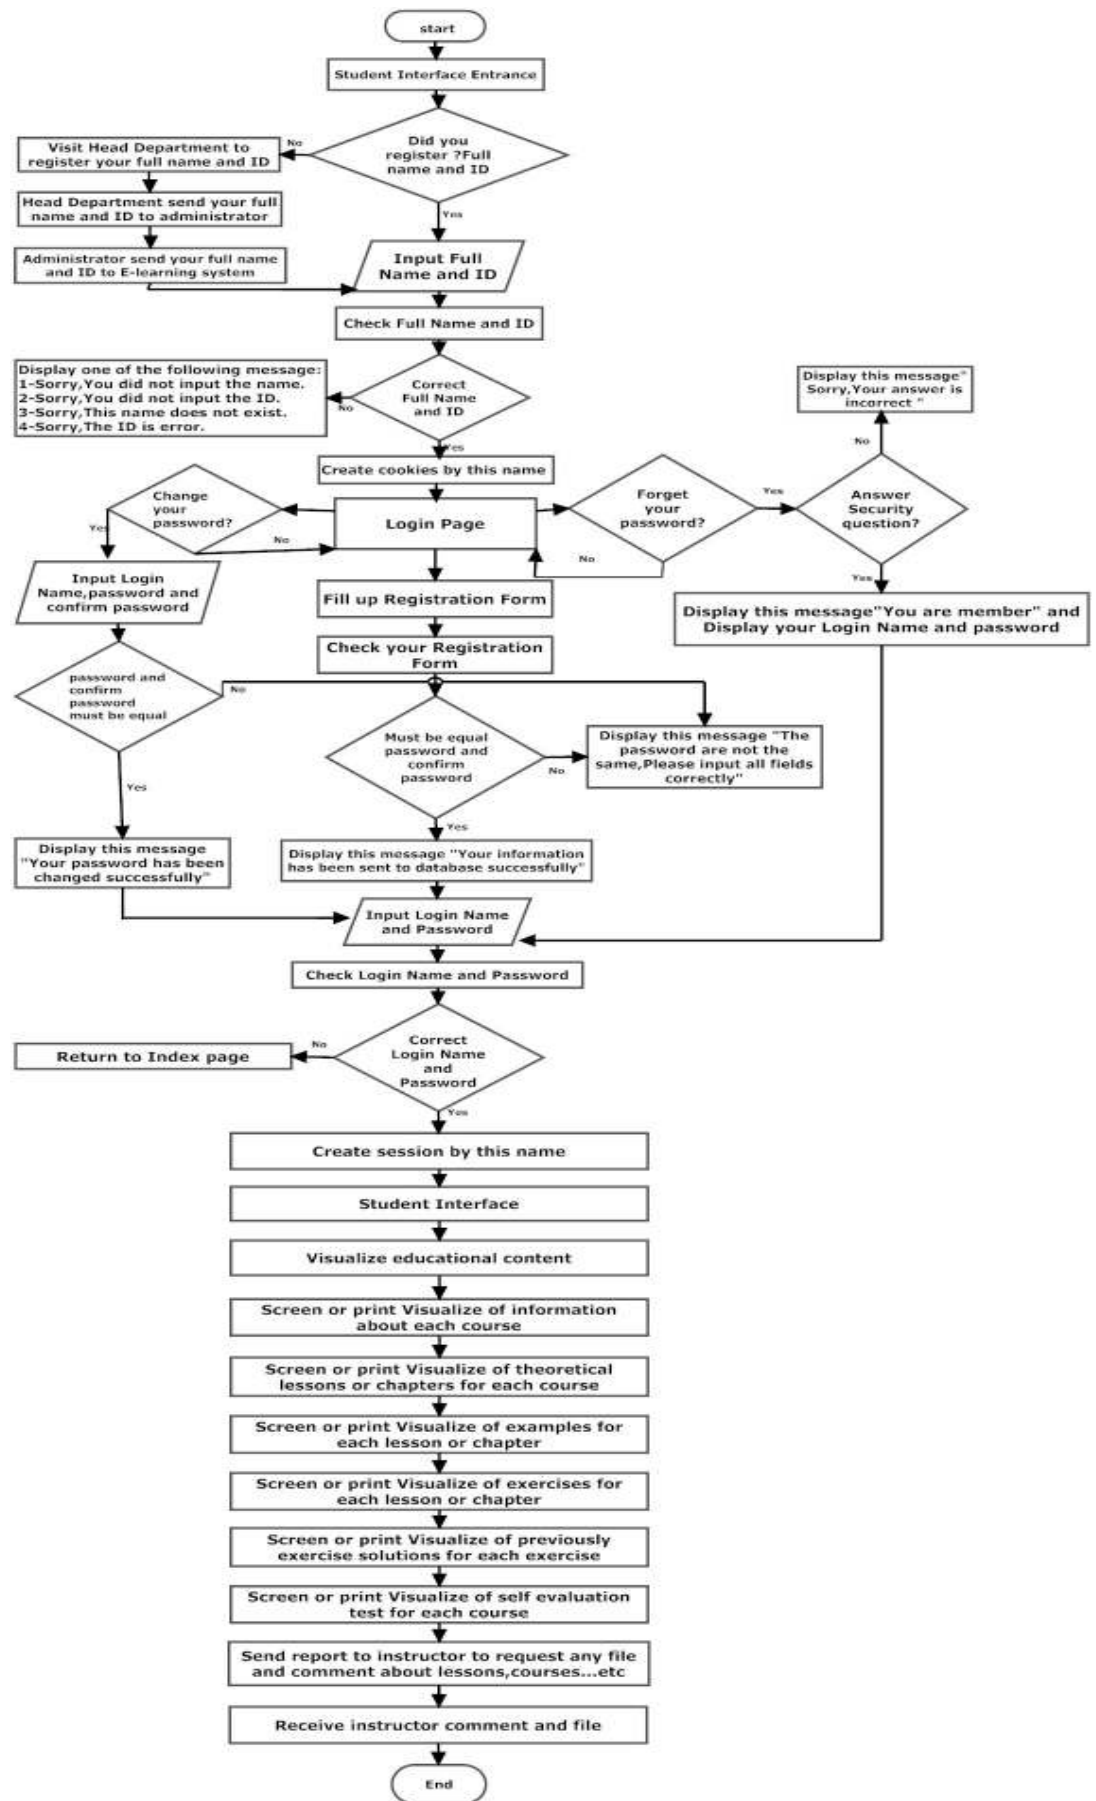 start
Student Interface Entrance
Did you
register ?Full
name and ID
No
Visit Head Department to
register your full name and ID
Head Department send your full
name and ID to administrator
Administrator send your full name
and ID to E-learning system
Yes
Input Full
Name and ID
Check Full Name and ID
Correct
Full Name
and ID
No
Display one of the following message:
1-Sorry,You did not input the name.
2-Sorry,You did not input the ID.
3-Sorry,This name does not exist.
4-Sorry,The ID is error.
Yes
Create cookies by this name
Login Page
Change
your
password?
Yes
No
Forget
your
password?
Yes
No
Answer
Security
question?
No
Display this message"
Sorry,Your answer is
incorrect "
Yes
Display this message"You are member" and
Display your Login Name and password
Input Login
Name,password and
confirm password
password and
confirm
password
must be equal
No
Yes
Display this message
"Your password has been
changed successfully"
Fill up Registration Form
Check your Registration
Form
Must be equal
password and
confirm
password
No
Display this message "The
password are not the
same,Please input all fields
correctly"
Yes
Display this message "Your information
has been sent to database successfully"
Input Login Name
and Password
Check Login Name and Password
Correct
Login Name
and
Password
No
Return to Index page
Yes
Create session by this name
Student Interface
Visualize educational content
Screen or print Visualize of information
about each course
Screen or print Visualize of theoretical
lessons or chapters for each course
Screen or print Visualize of examples for
each lesson or chapter
Screen or print Visualize of exercises for
each lesson or chapter
Screen or print Visualize of previously
exercise solutions for each exercise
Screen or print Visualize of self evaluation
test for each course
Send report to instructor to request any file
and comment about lessons,courses...etc
Receive instructor comment and file
End